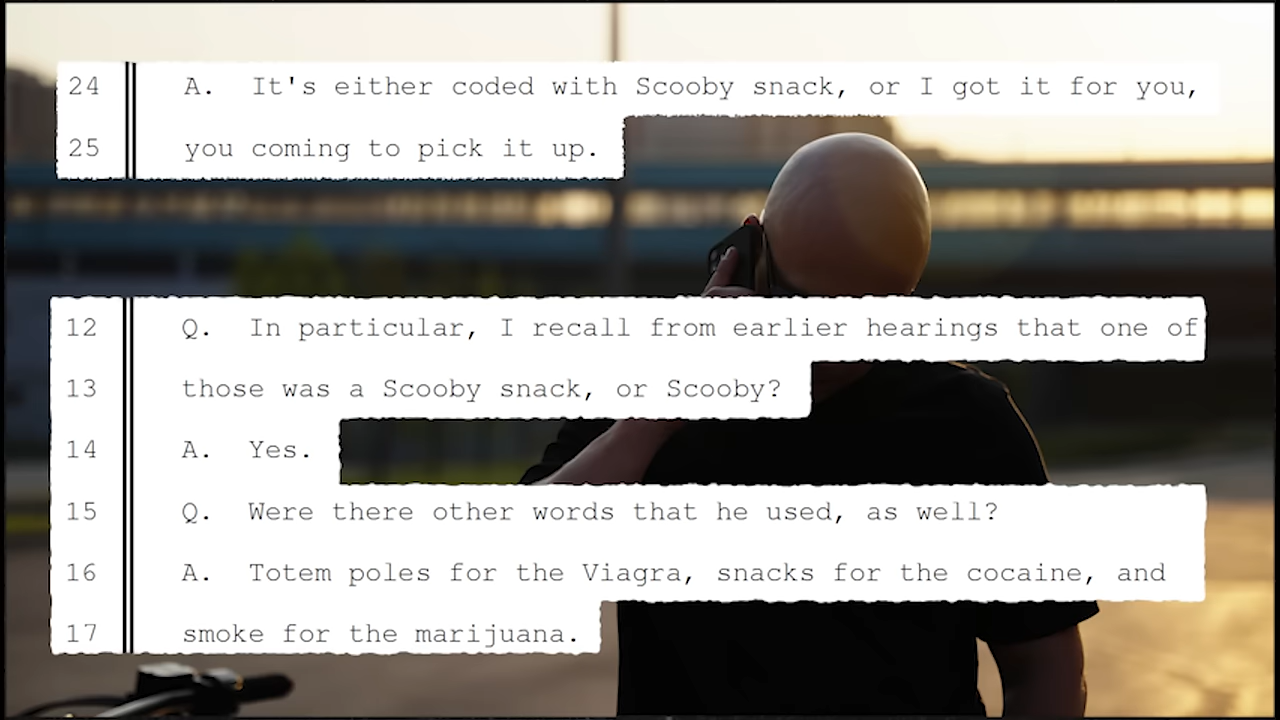 24 A. It's either coded with Scooby snack, or I got it for you,
25 you coming to pick it up.
12 Q. In particular, I recall from earlier hearings that one of
13 those was a Scooby snack, or Scooby?
14 A. Yes.
15 Q. Were there other words that he used, as well?
16 A. Totem poles for the Viagra, snacks for the cocaine, and
17 smoke for the marijuana.